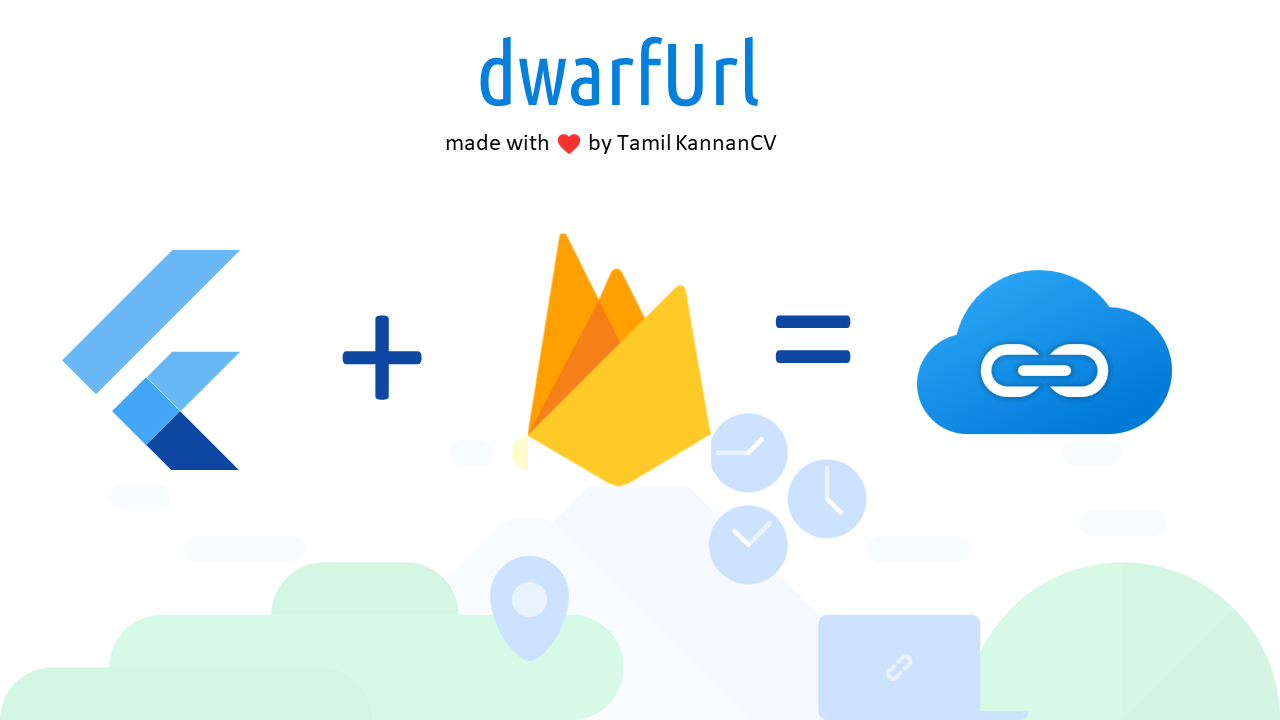 dwarfUrl
made with ❤ by Tamil KannanCV
+ =